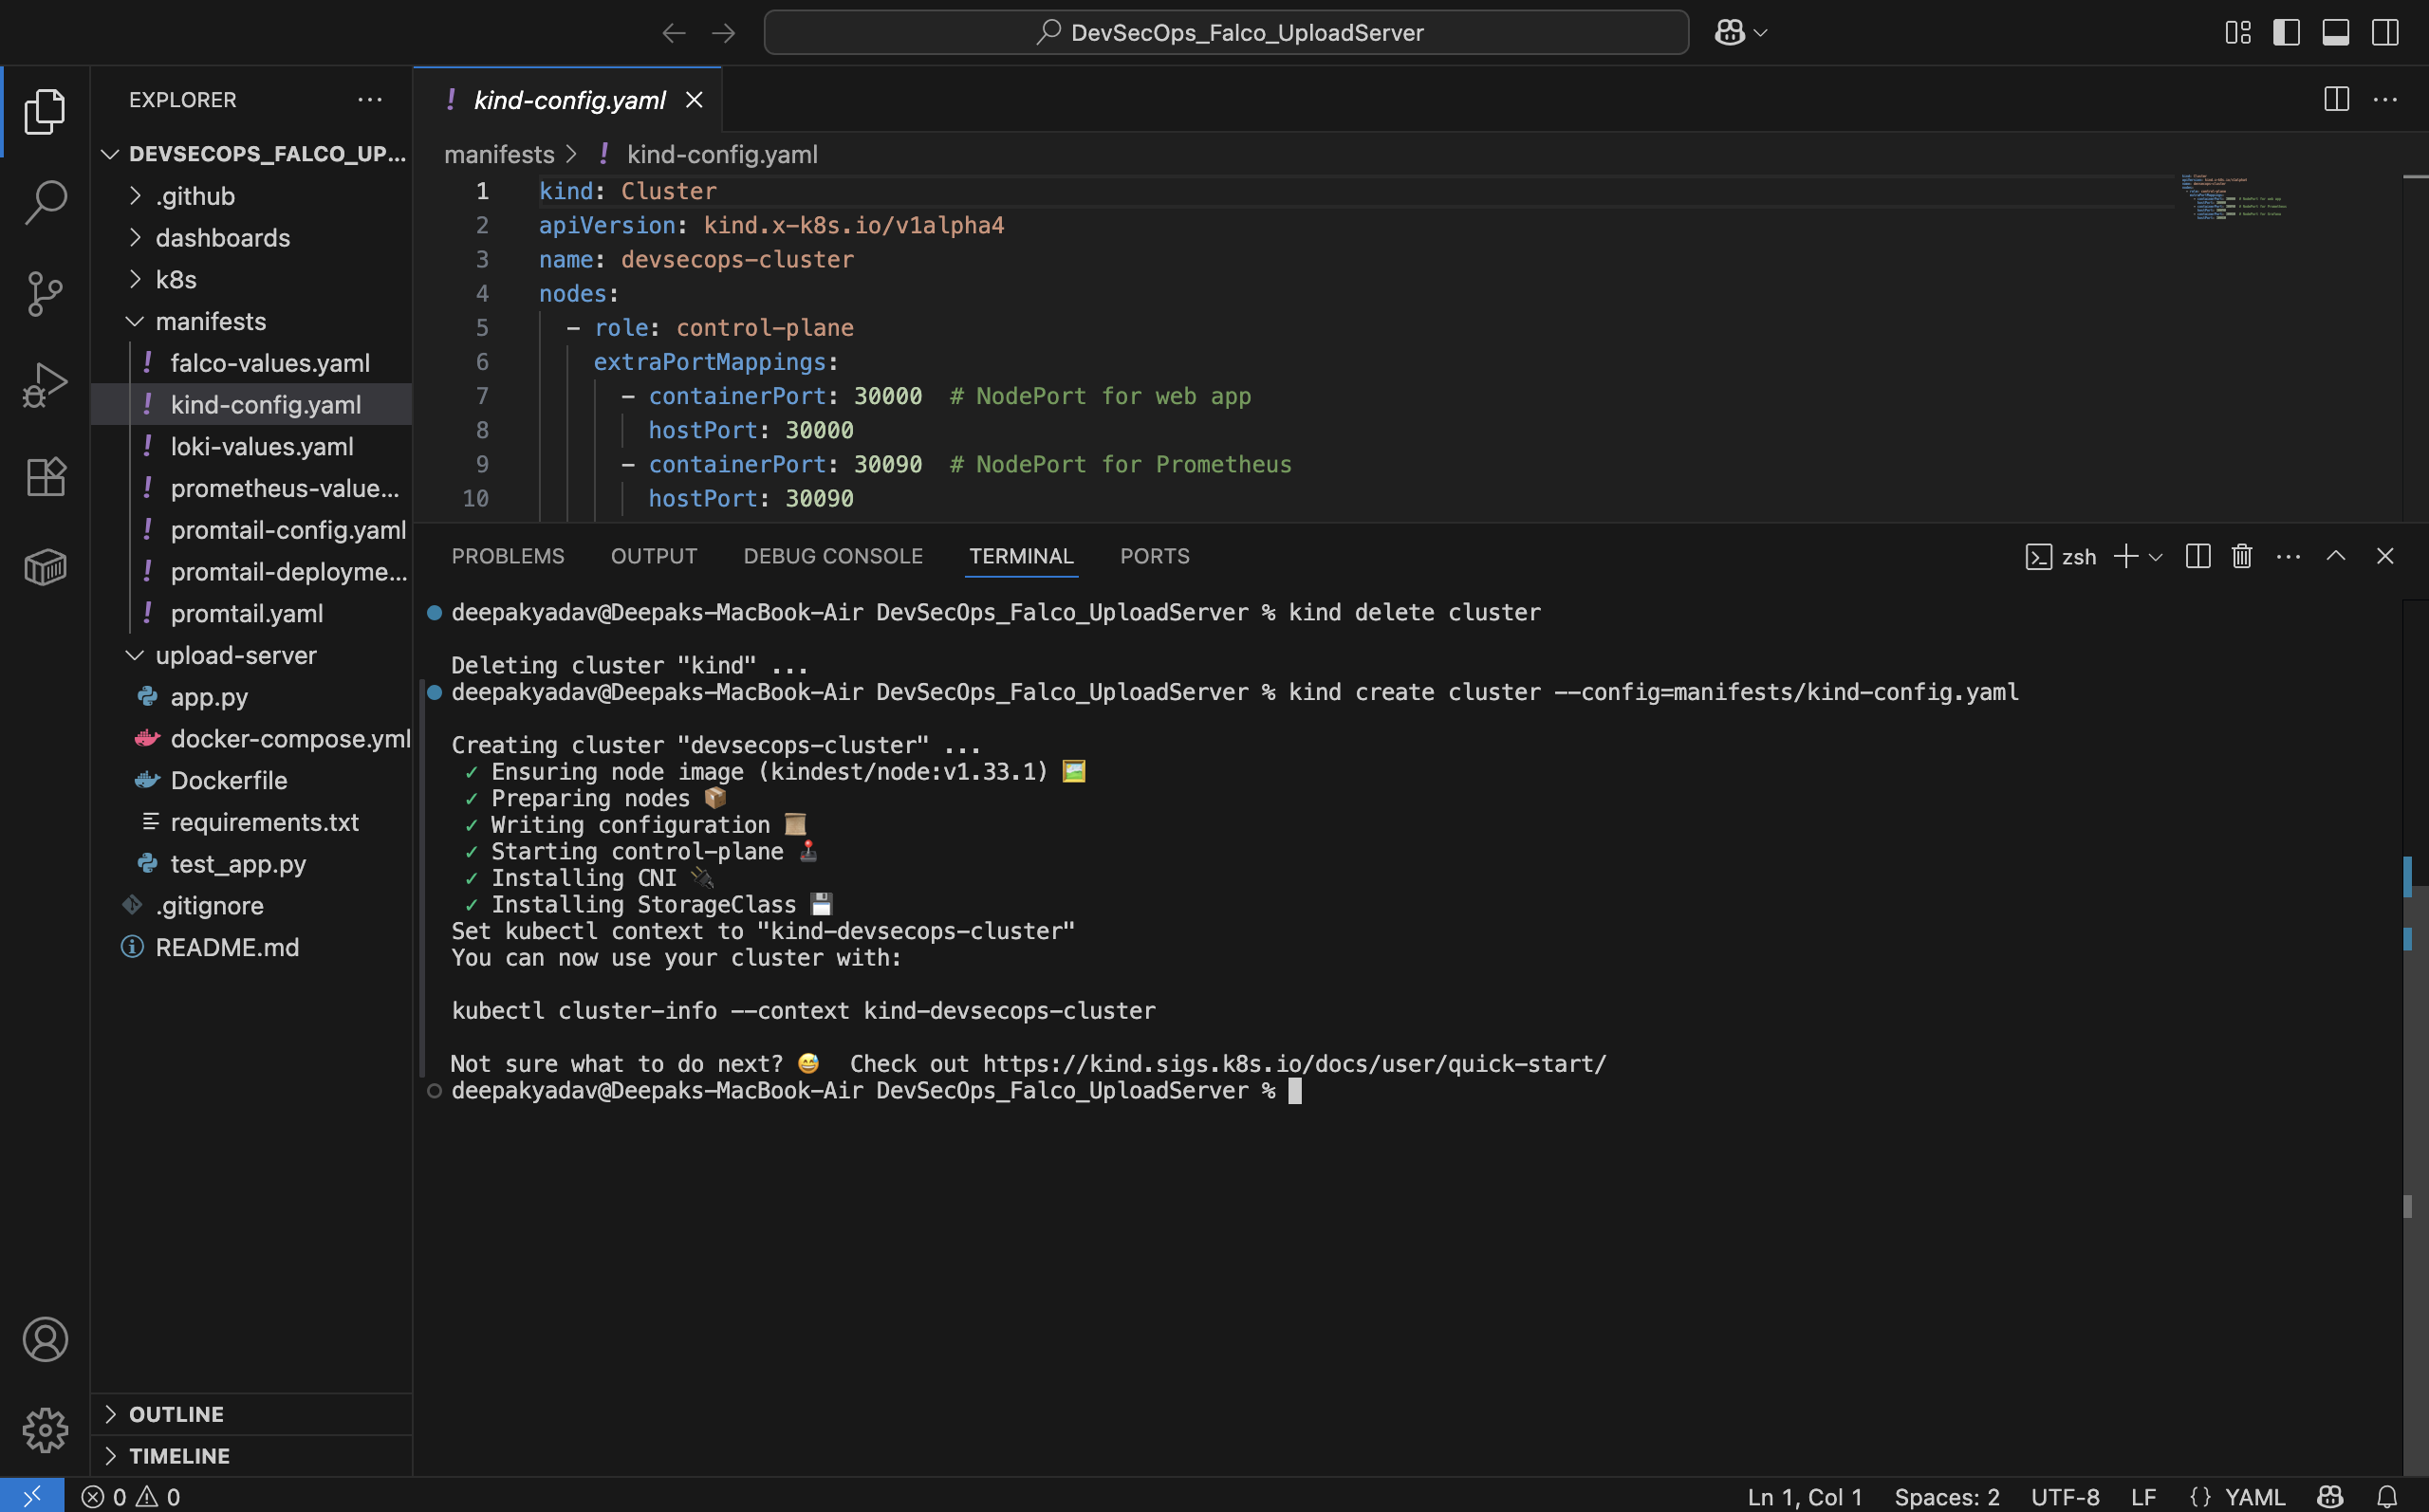 DevSecOps_Falco_UploadServer
EXPLORER
DEVSECOPS_FALCO_UP...
.github
dashboards
k8s
manifests
falco-values.yaml
kind-config.yaml
loki-values.yaml
prometheus-value...
promtail-config.yaml
promtail-deployme...
promtail.yaml
upload-server
app.py
docker-compose.yml
Dockerfile
requirements.txt
test_app.py
.gitignore
README.md
OUTLINE
TIMELINE
kind-config.yaml
manifests > ! kind-config.yaml
1 kind: Cluster
2 apiVersion: kind.x-k8s.io/v1alpha4
3 name: devsecops-cluster
4 nodes:
5 - role: control-plane
6 extraPortMappings:
7 - containerPort: 30000 # NodePort for web app
8 hostPort: 30000
9 - containerPort: 30090 # NodePort for Prometheus
10 hostPort: 30090
PROBLEMS OUTPUT DEBUG CONSOLE TERMINAL PORTS
zsh
deepakyadav@Deepaks-MacBook-Air DevSecOps_Falco_UploadServer % kind delete cluster
Deleting cluster "kind" ...
deepakyadav@Deepaks-MacBook-Air DevSecOps_Falco_UploadServer % kind create cluster --config=manifests/kind-config.yaml
Creating cluster "devsecops-cluster" ...
✓ Ensuring node image (kindest/node:v1.33.1) 🖼️
✓ Preparing nodes 📦
✓ Writing configuration 📜
✓ Starting control-plane 🕹️
✓ Installing CNI 🔌
✓ Installing StorageClass 💾
Set kubectl context to "kind-devsecops-cluster"
You can now use your cluster with:
kubectl cluster-info --context kind-devsecops-cluster
Not sure what to do next? 😅 Check out https://kind.sigs.k8s.io/docs/user/quick-start/
deepakyadav@Deepaks-MacBook-Air DevSecOps_Falco_UploadServer %
0 0
Ln 1, Col 1 Spaces: 2 UTF-8 LF {} YAML